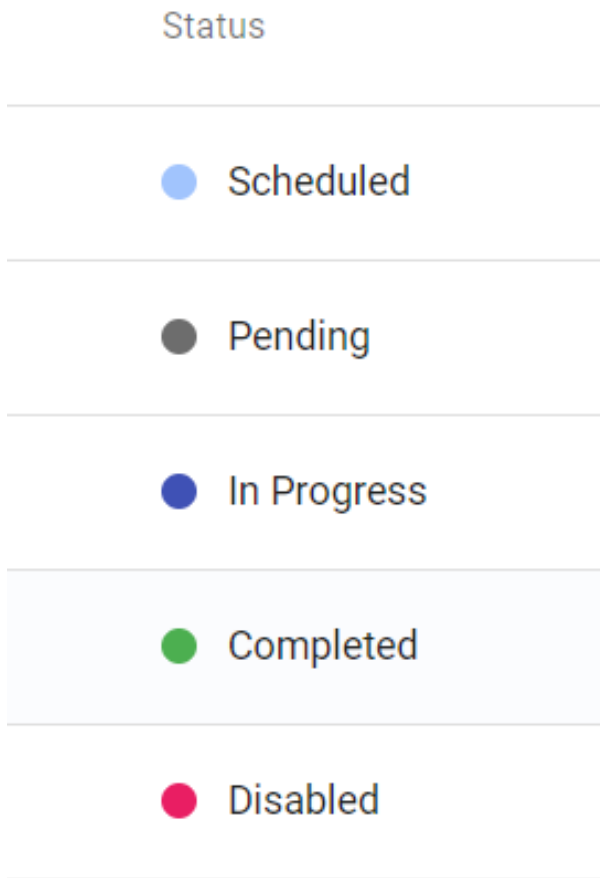 Status
Scheduled
Pending
In Progress
Completed
Disabled